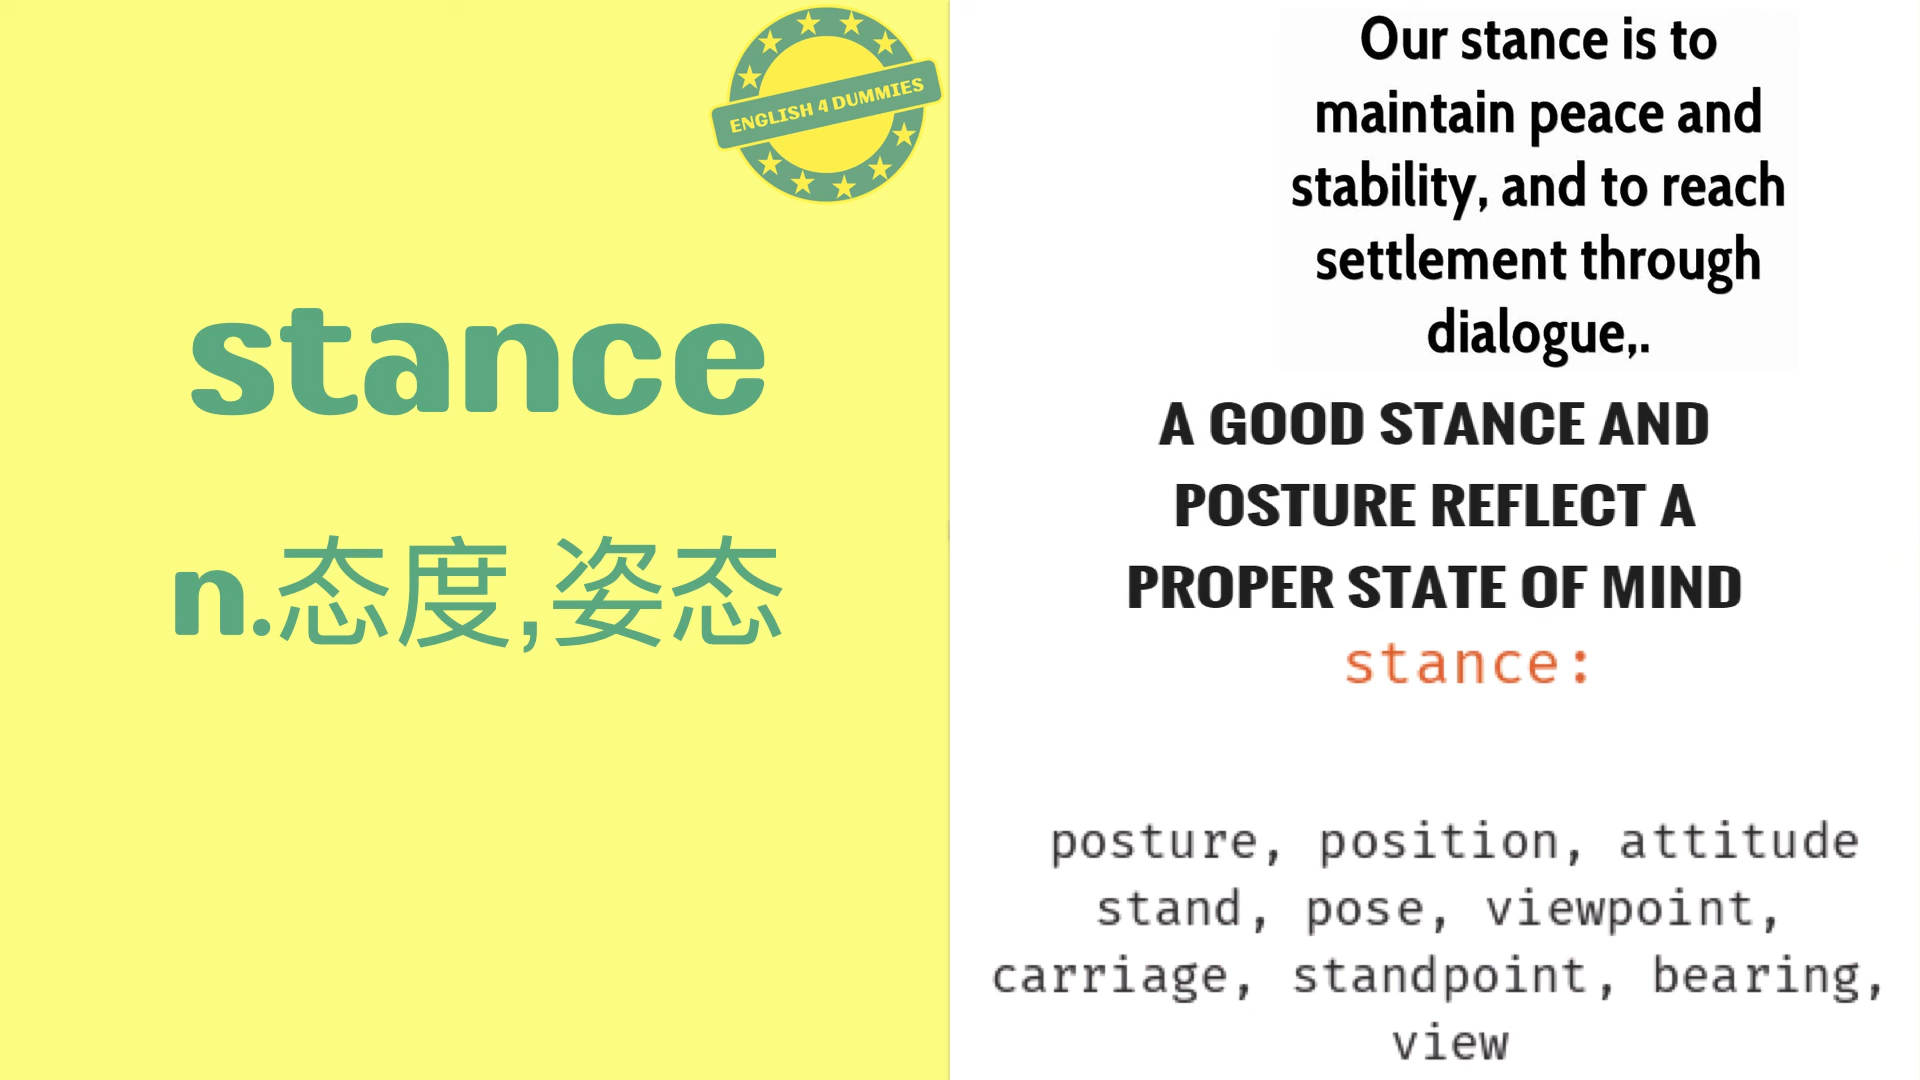 ENGLISH 4 DUMMIES
stance
n.态度,姿态
Our stance is to
maintain peace and
stability, and to reach
settlement through
dialogue,.
A GOOD STANCE AND
POSTURE REFLECT A
PROPER STATE OF MIND
stance:
posture, position, attitude
stand, pose, viewpoint,
carriage, standpoint, bearing,
view